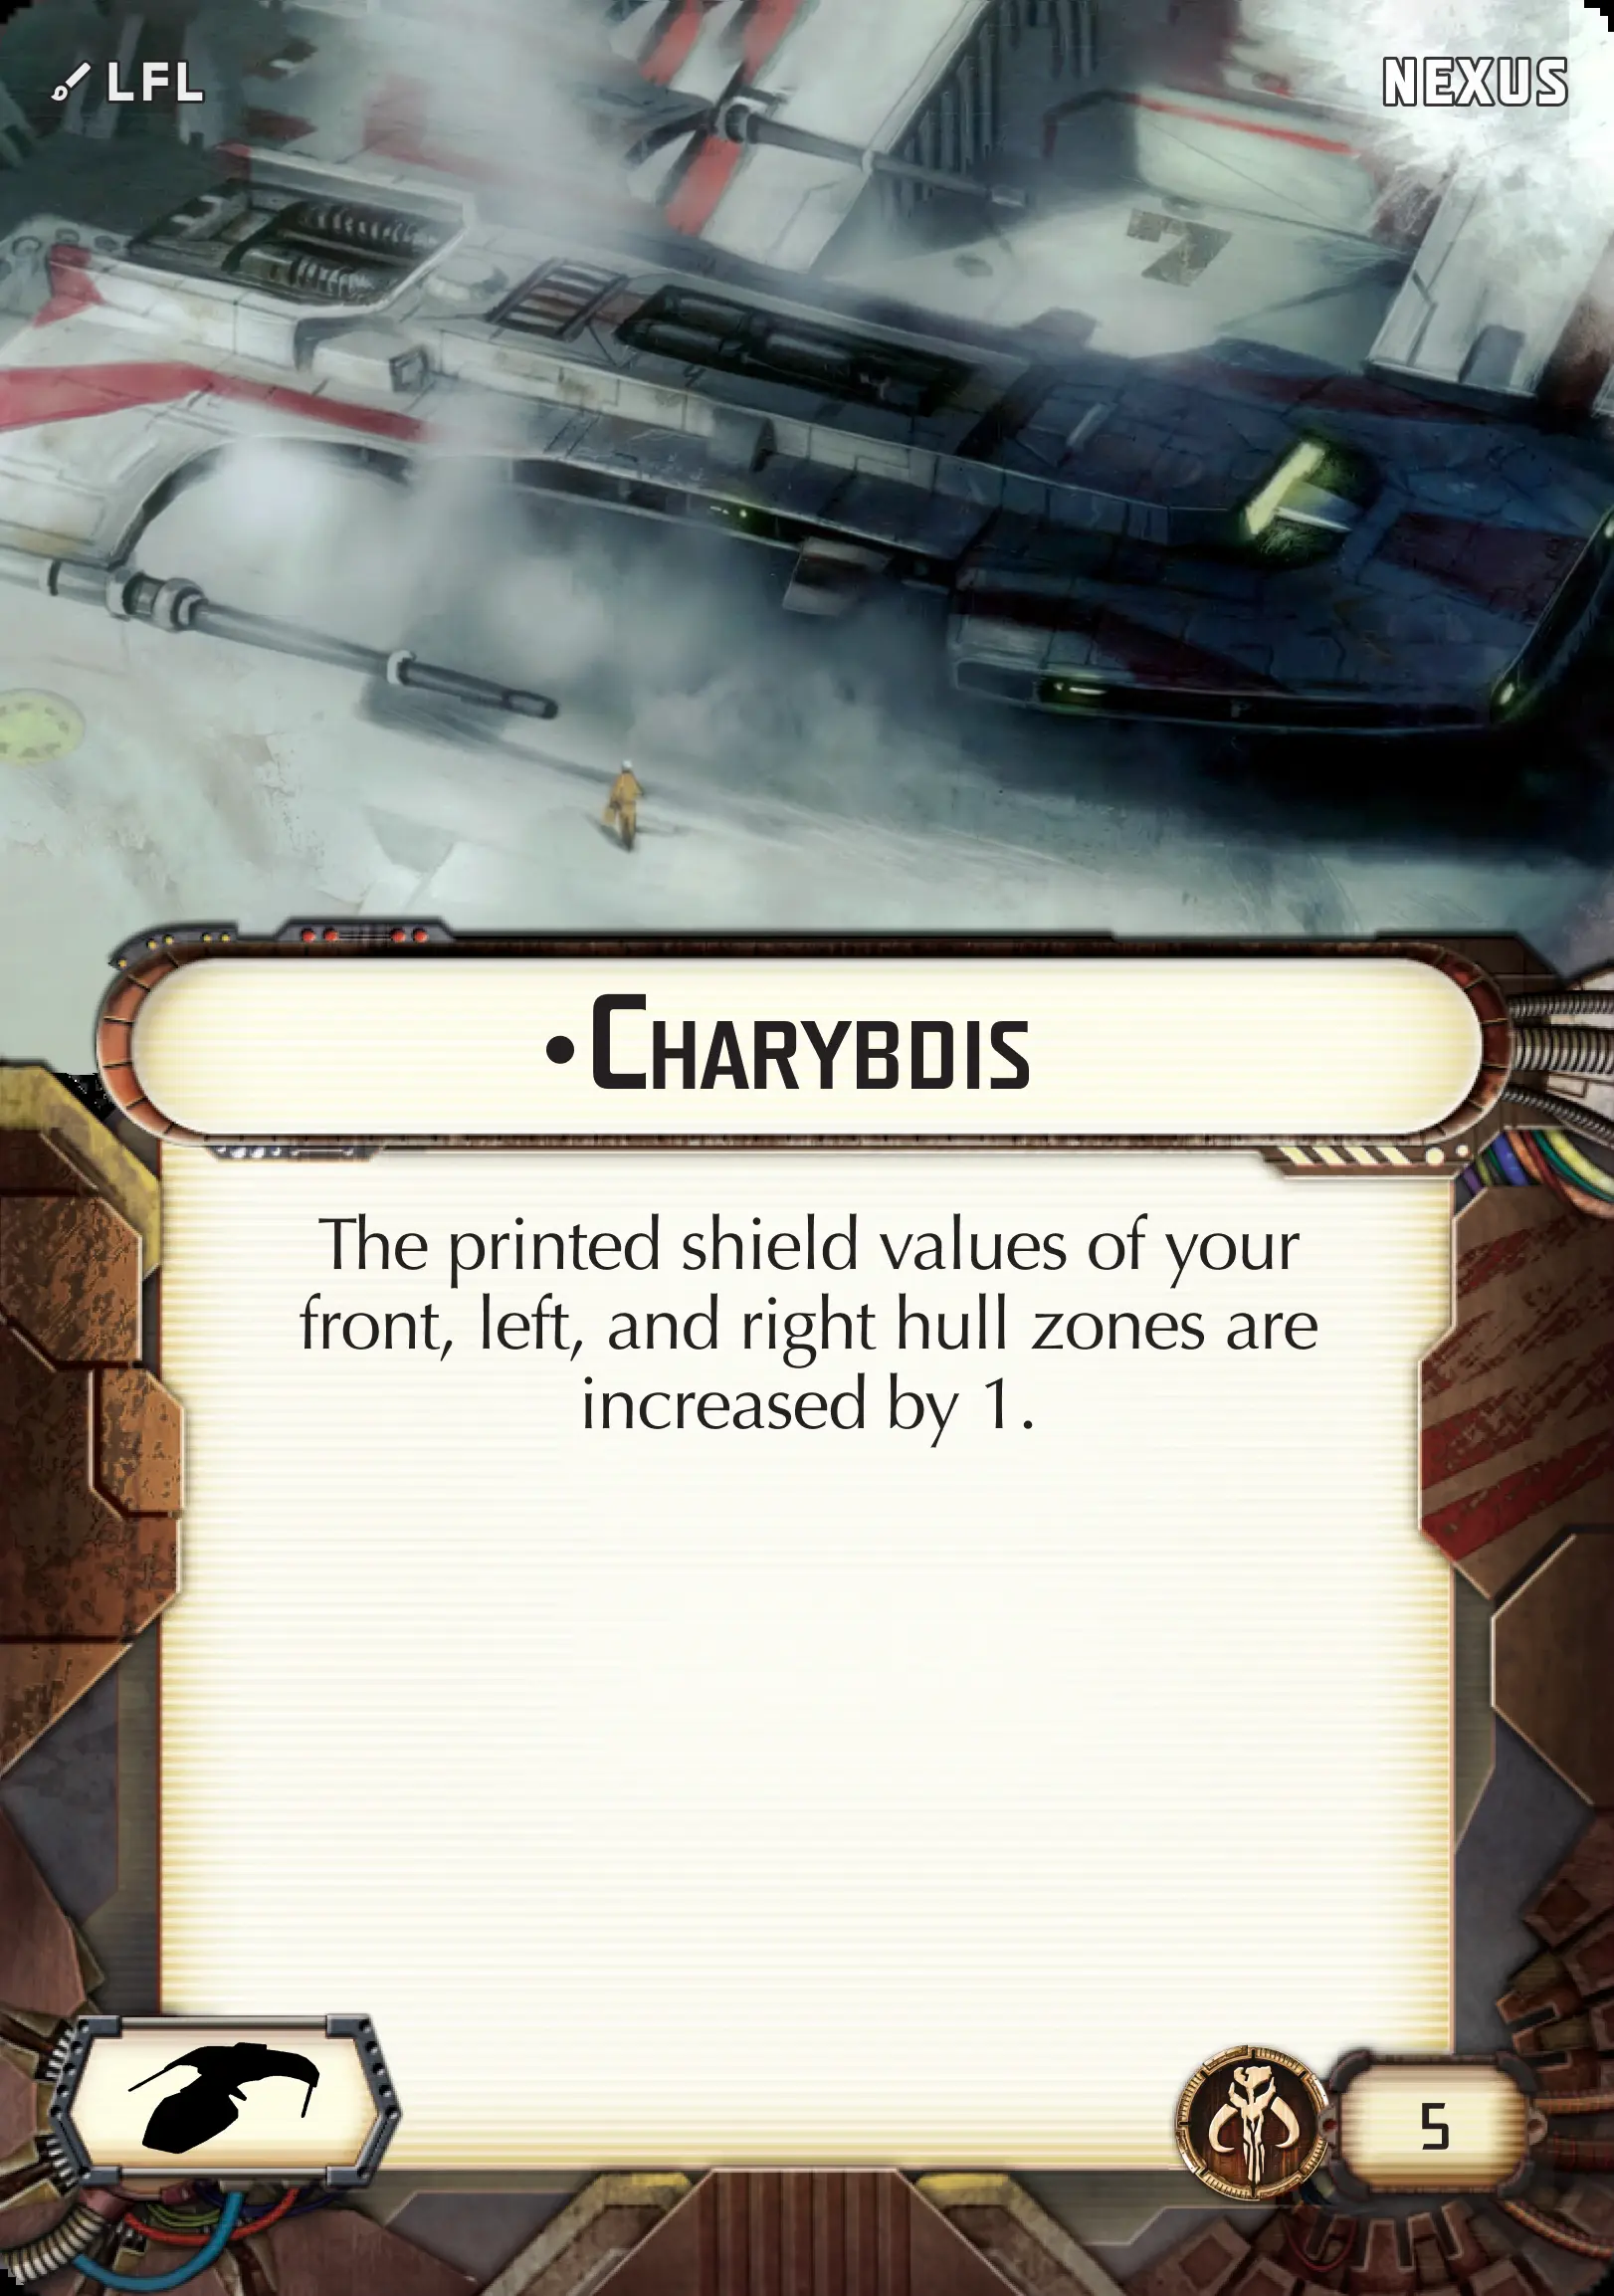 LFL
NEXUS
•CHARYBDIS
The printed shield values of your
front, left, and right hull zones are
increased by 1.
5